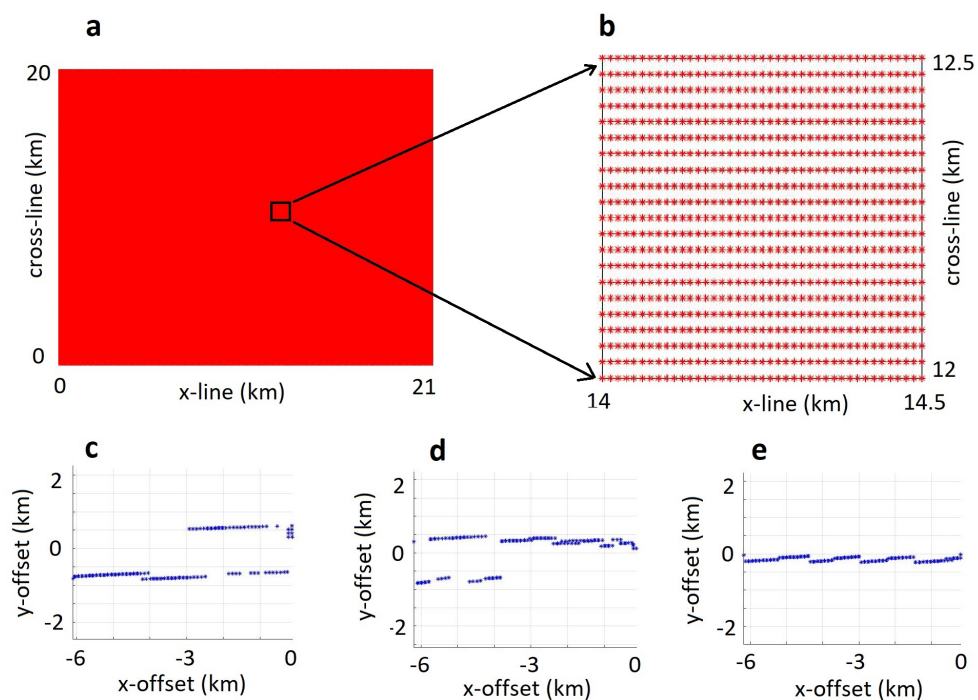 a
20
cross-line (km)
0
0
x-line (km)
21
b
12.5
cross-line (km)
12
14
x-line (km)
14.5
c
2
0
-2
y-offset (km)
-6
-3
0
x-offset (km)
d
2
0
-2
y-offset (km)
-6
-3
0
x-offset (km)
e
2
0
-2
y-offset (km)
-6
-3
0
x-offset (km)